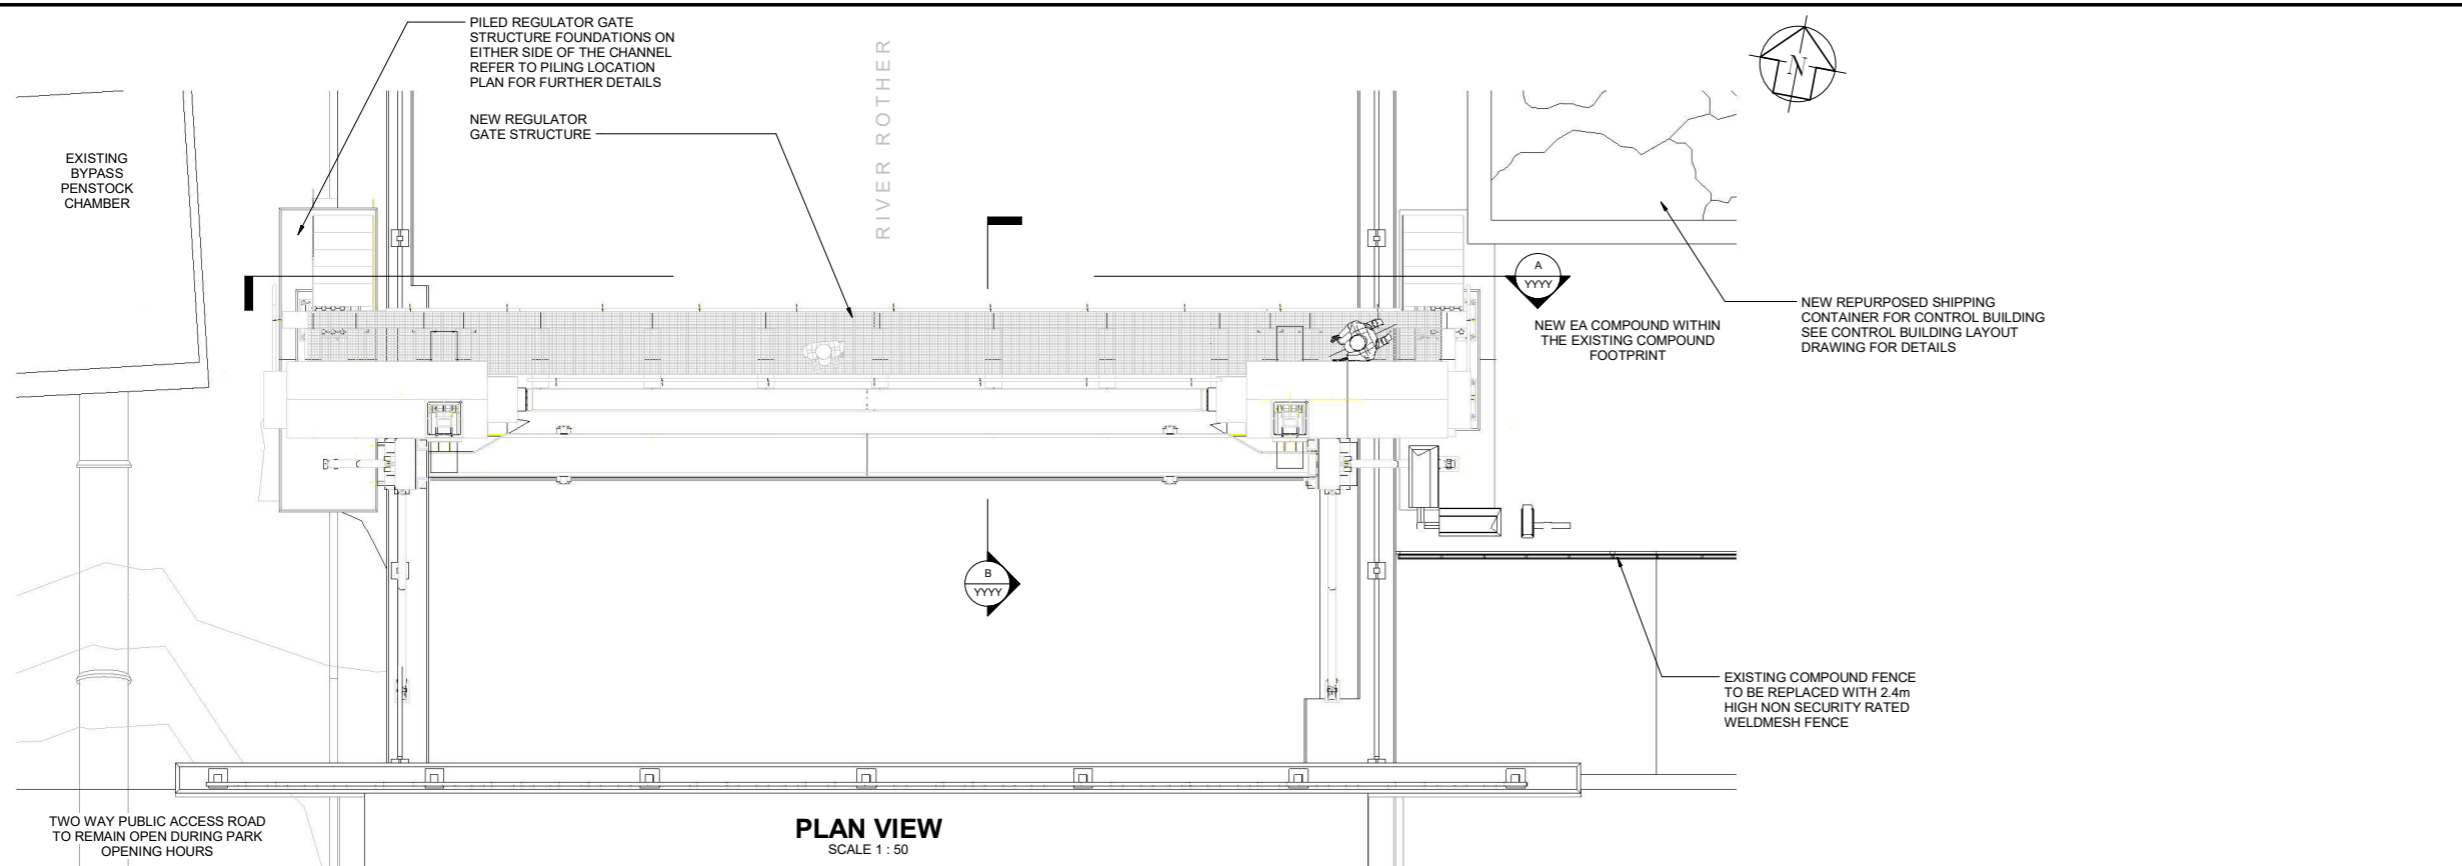 PILED REGULATOR GATE
STRUCTURE FOUNDATIONS ON
EITHER SIDE OF THE CHANNEL
REFER TO PILING LOCATION
PLAN FOR FURTHER DETAILS
NEW REGULATOR
GATE STRUCTURE
RIVER ROTHER
N
EXISTING
BYPASS
PENSTOCK
CHAMBER
A
YYYY
NEW EA COMPOUND WITHIN
THE EXISTING COMPOUND
FOOTPRINT
NEW REPURPOSED SHIPPING
CONTAINER FOR CONTROL BUILDING
SEE CONTROL BUILDING LAYOUT
DRAWING FOR DETAILS
B
YYYY
EXISTING COMPOUND FENCE
TO BE REPLACED WITH 2.4m
HIGH NON SECURITY RATED
WELDMESH FENCE
TWO WAY PUBLIC ACCESS ROAD
TO REMAIN OPEN DURING PARK
OPENING HOURS
PLAN VIEW
SCALE 1 : 50